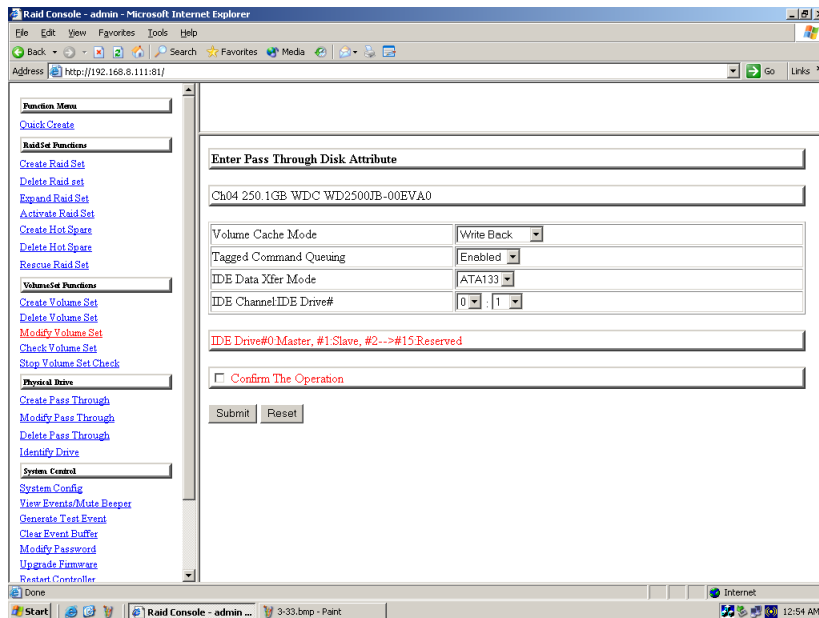 Raid Console - admin - Microsoft Internet Explorer
File Edit View Favorites Tools Help
Back Search Favorites Media
Address http://192.168.8.111:81/ Go Links
Function Menu
Quick Create
RaidSet Functions
Create Raid Set
Delete Raid set
Expand Raid Set
Activate Raid Set
Create Hot Spare
Delete Hot Spare
Rescue Raid Set
VolumeSet Functions
Create Volume Set
Delete Volume Set
Modify Volume Set
Check Volume Set
Stop Volume Set Check
Physical Drive
Create Pass Through
Modify Pass Through
Delete Pass Through
Identify Drive
System Control
System Config
View Events/Mute Beeper
Generate Test Event
Clear Event Buffer
Modify Password
Upgrade Firmware
Restart Controller
Enter Pass Through Disk Attribute
Ch04 250.1GB WDC WD2500JB-00EVA0
Volume Cache Mode Write Back
Tagged Command Queuing Enabled
IDE Data Xfer Mode ATA133
IDE Channel:IDE Drive# 0 : 1
IDE Drive#0:Master, #1:Slave, #2-->#15:Reserved
Confirm The Operation
Submit Reset
Done Internet
Start Raid Console - admin ... 3-33.bmp - Paint 12:54 AM